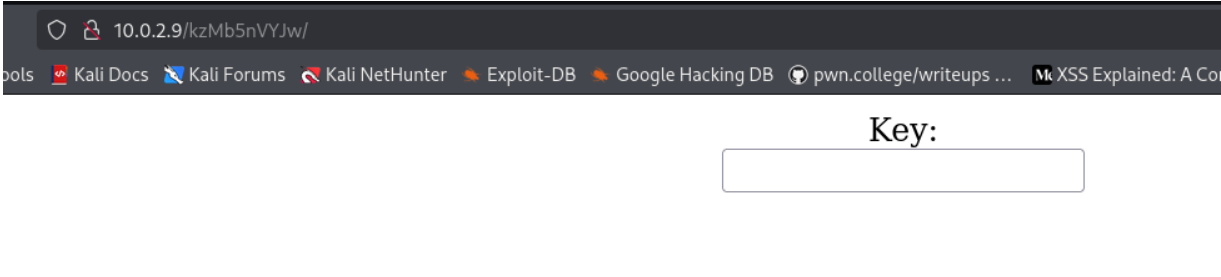 10.0.2.9/kzMb5nVYJw/
ools Kali Docs Kali Forums Kali NetHunter Exploit-DB Google Hacking DB pwn.college/writeups ... XSS Explained: A Co
Key: